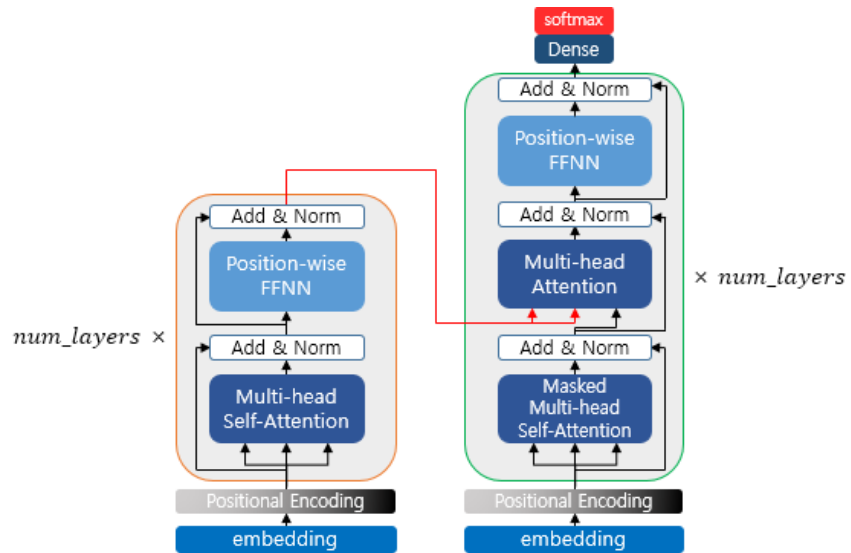 softmax
Dense
Add & Norm
Position-wise
FFNN
Add & Norm
Multi-head
Attention
× num_layers
Add & Norm
Masked
Multi-head
Self-Attention
Positional Encoding
embedding
Add & Norm
Position-wise
FFNN
num_layers ×
Add & Norm
Multi-head
Self-Attention
Positional Encoding
embedding